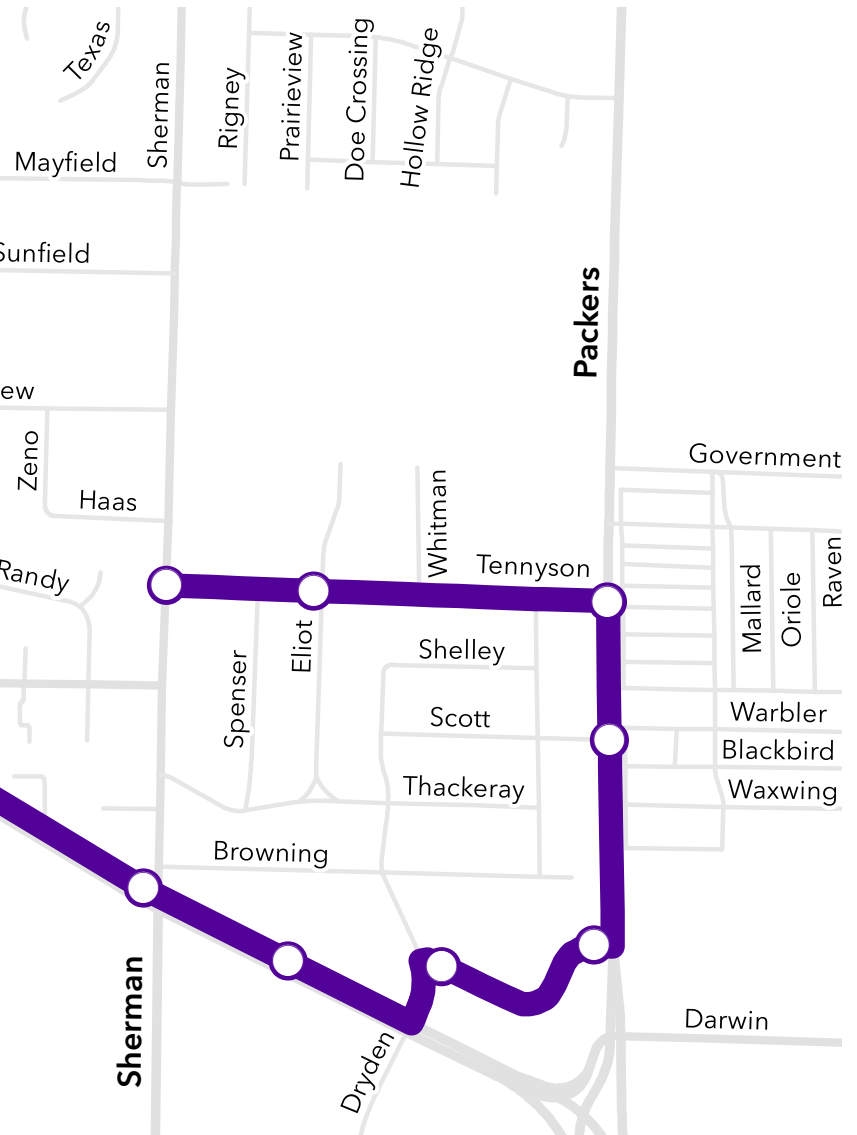 Texas
Sherman
Rigney
Prairieview
Doe Crossing
Hollow Ridge
Mayfield
Sunfield
Packers
ew
Zeno
Haas
Government
Whitman
Tennyson
Randy
Mallard
Oriole
Raven
Spenser
Eliot
Shelley
Scott
Warbler
Blackbird
Thackeray
Waxwing
Browning
Sherman
Dryden
Darwin